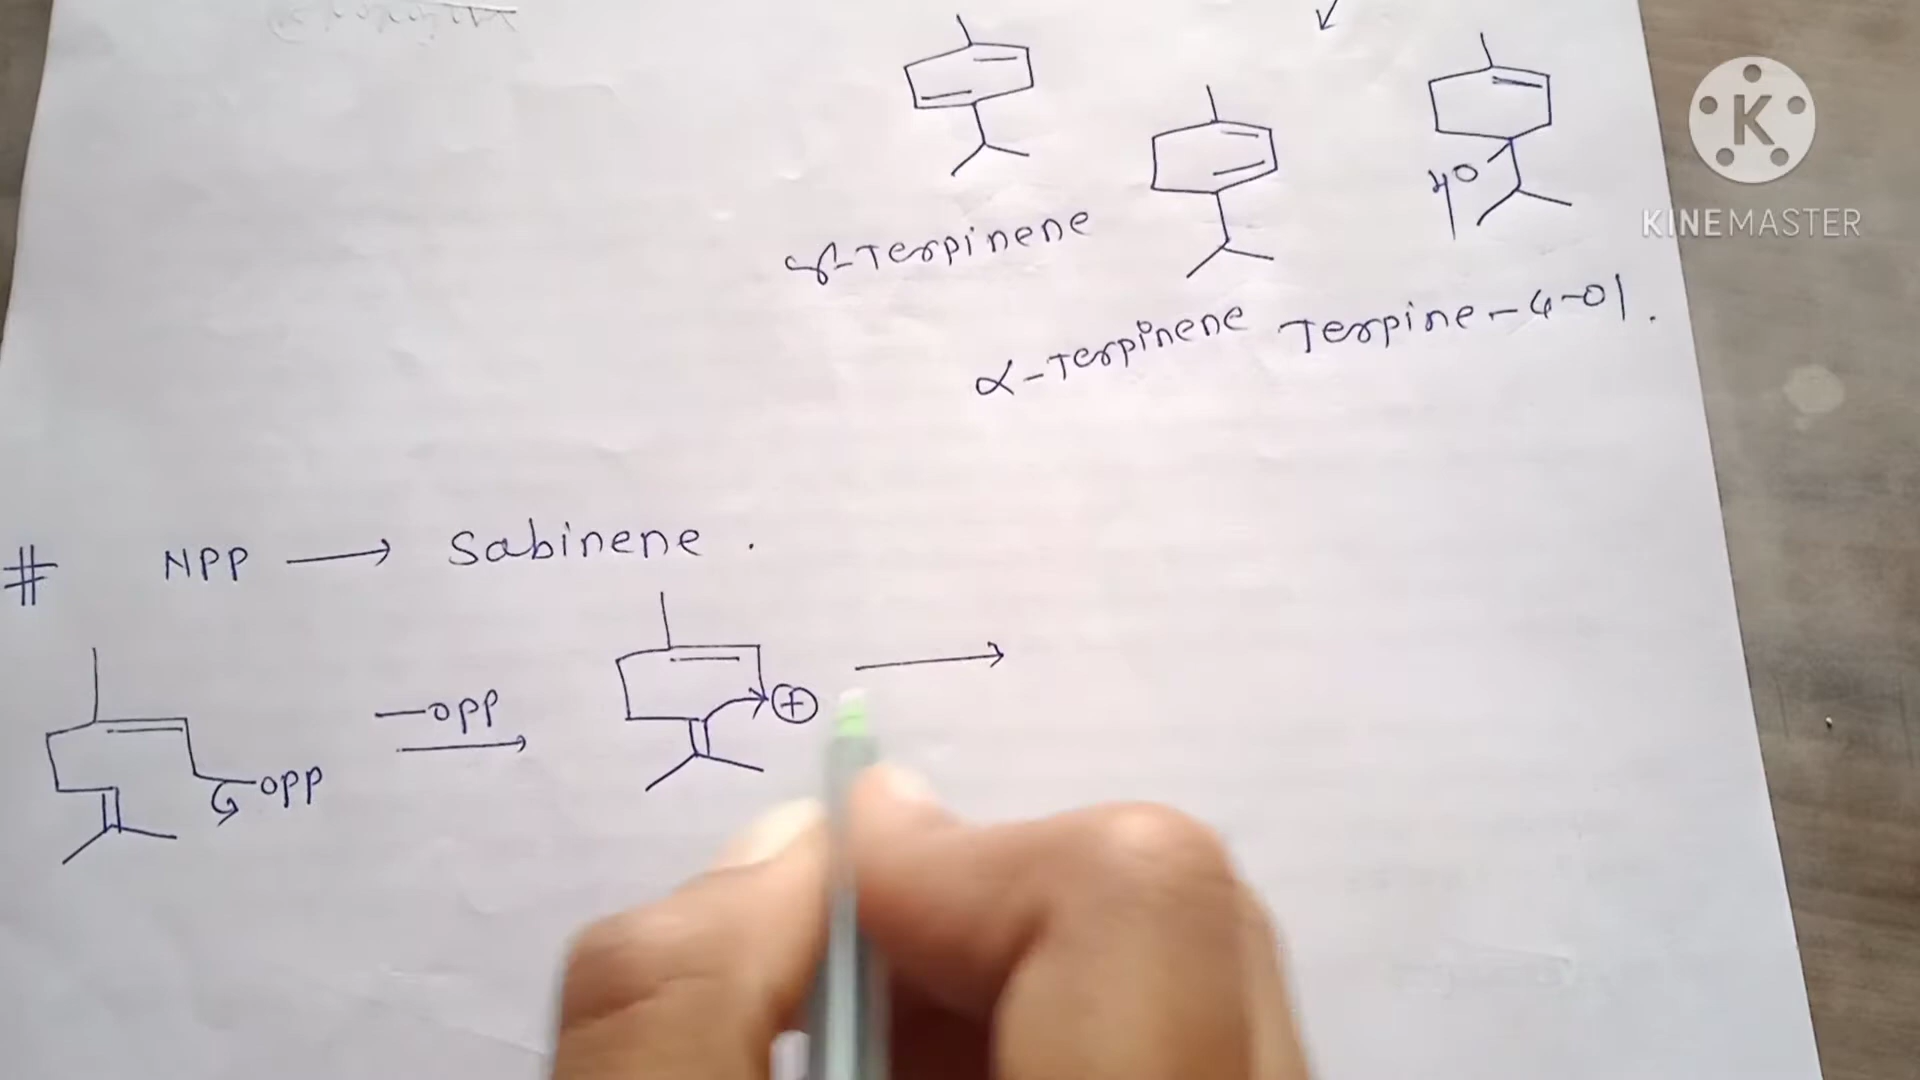 HO
γ-Terpinene
α-Terpinene
Terpine-4-ol.
K
KINEMASTER
# NPP → Sabinene.
OPP
-OPP
+